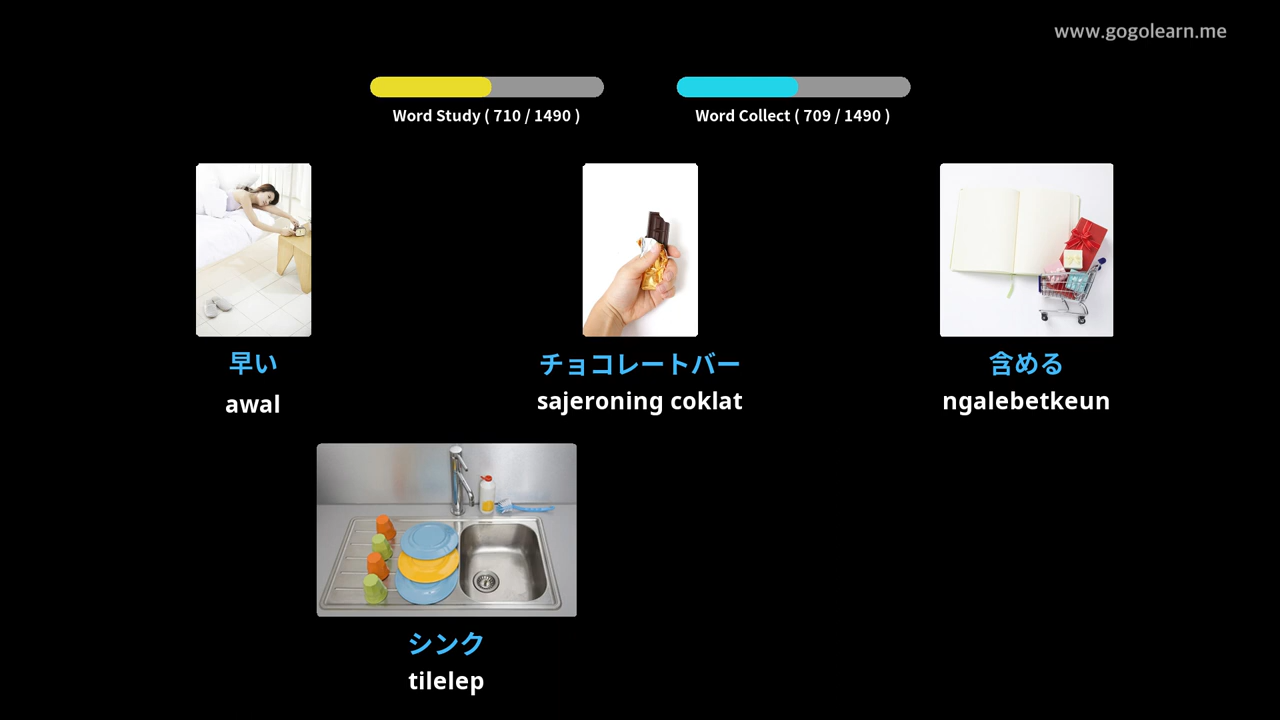 www.gogolearn.me
Word Study ( 710 / 1490 )
Word Collect ( 709 / 1490 )
早い
awal
チョコレートバー
sajeroning coklat
含める
ngalebetkeun
シンク
tilelep